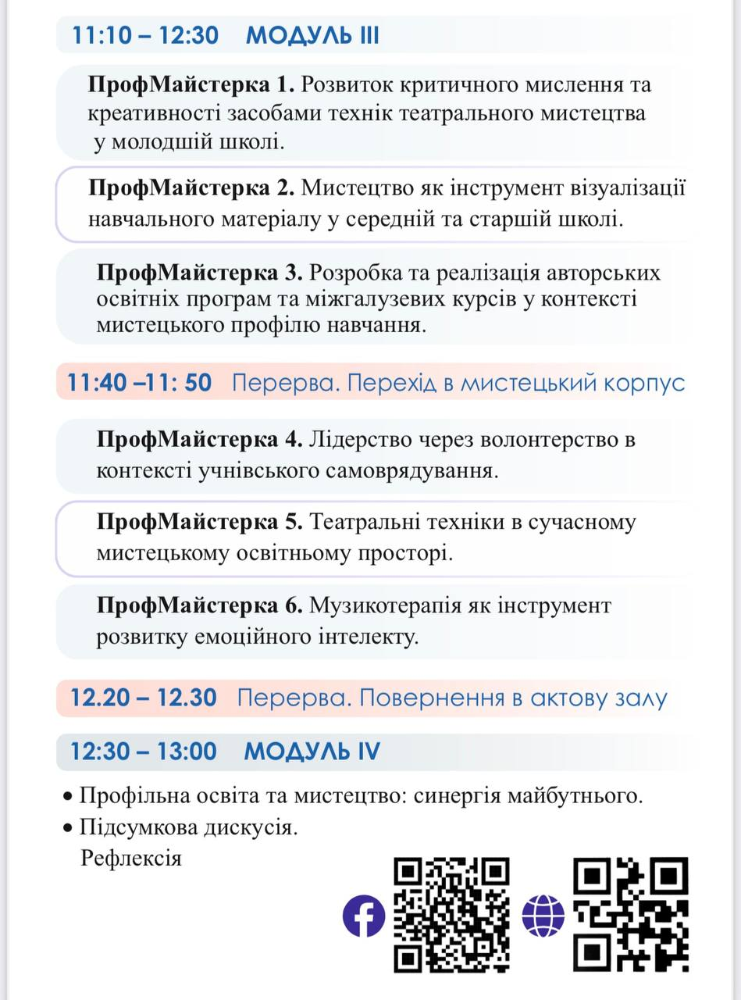 11:10 – 12:30 МОДУЛЬ III
ПрофМайстерка 1. Розвиток критичного мислення та
креативності засобами технік театрального мистецтва
у молодшій школі.
ПрофМайстерка 2. Мистецтво як інструмент візуалізації
навчального матеріалу у середній та старшій школі.
ПрофМайстерка 3. Розробка та реалізація авторських
освітніх програм та міжгалузевих курсів у контексті
мистецького профілю навчання.
11:40 –11: 50 Перерва. Перехід в мистецький корпус
ПрофМайстерка 4. Лідерство через волонтерство в
контексті учнівського самоврядування.
ПрофМайстерка 5. Театральні техніки в сучасному
мистецькому освітньому просторі.
ПрофМайстерка 6. Музикотерапія як інструмент
розвитку емоційного інтелекту.
12.20 – 12.30 Перерва. Повернення в актову залу
12:30 – 13:00 МОДУЛЬ IV
• Профільна освіта та мистецтво: синергія майбутнього.
• Підсумкова дискусія.
Рефлексія